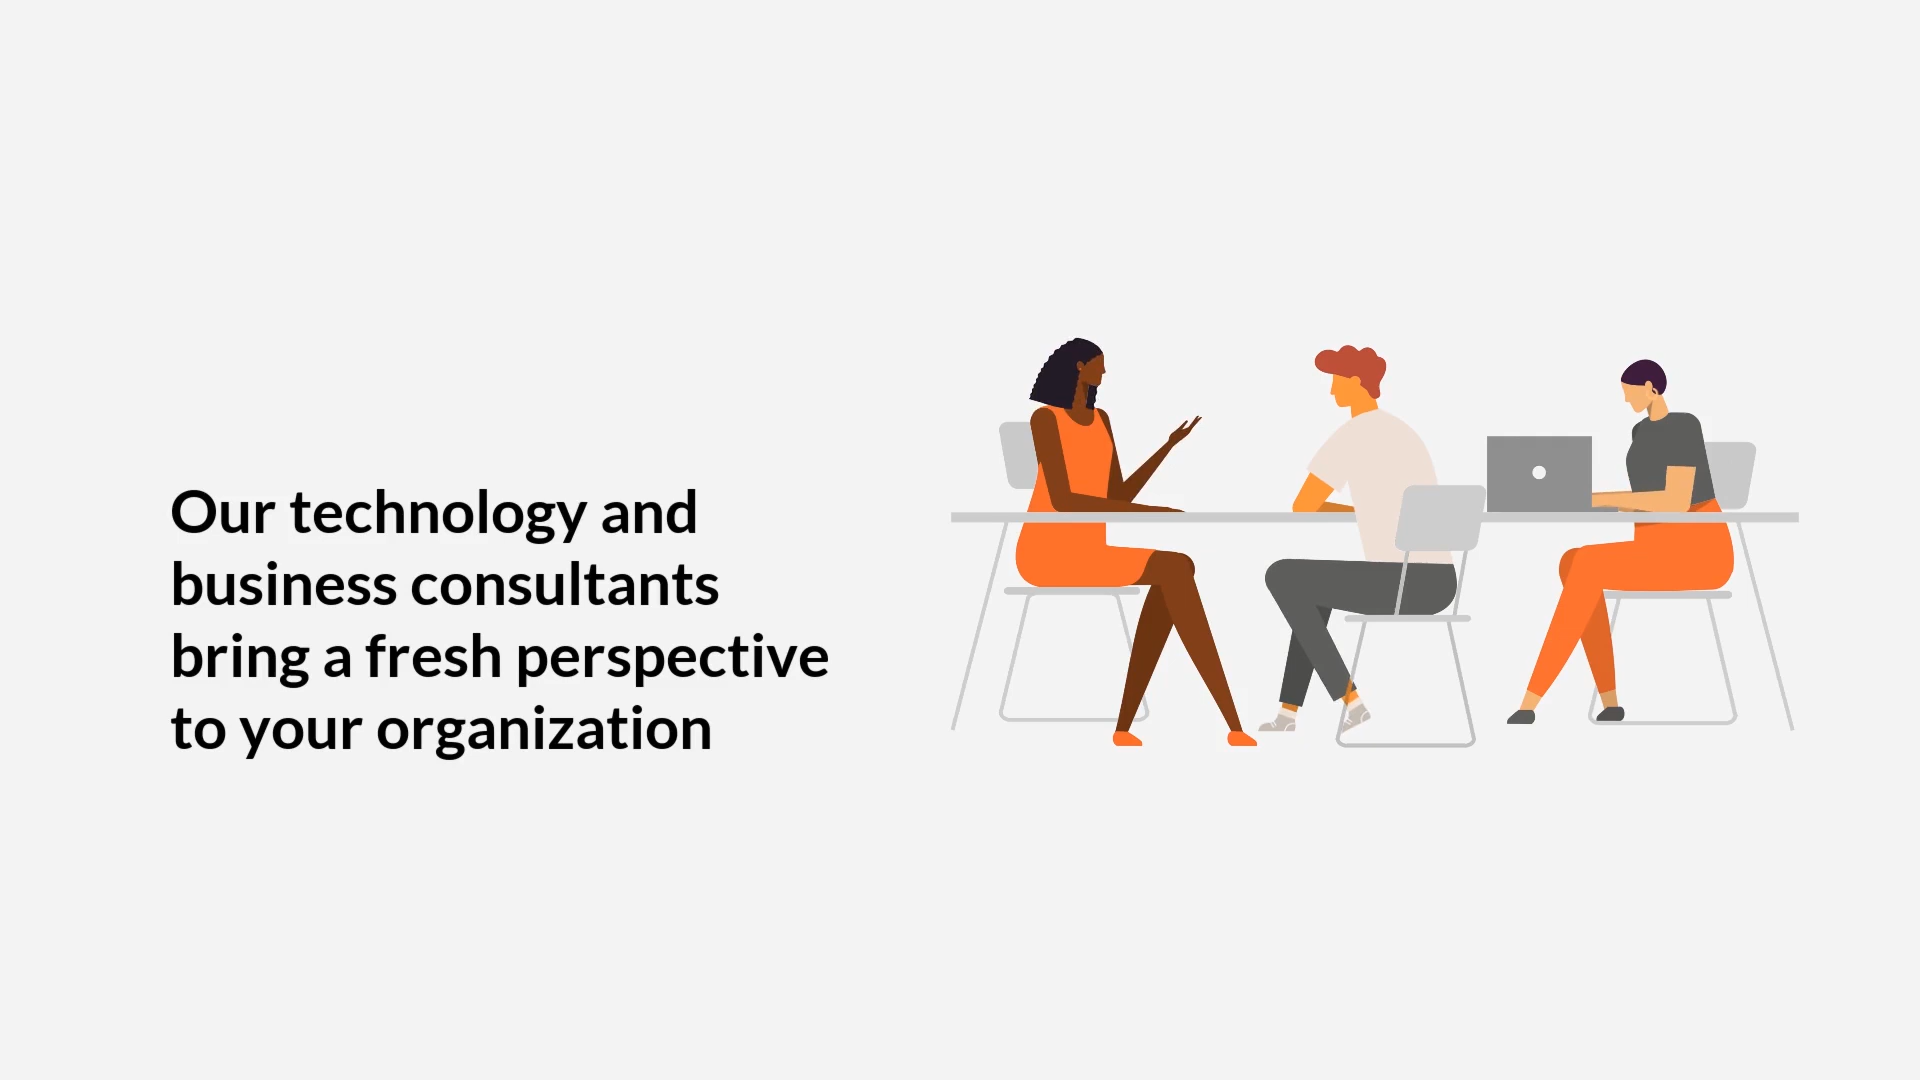 Our technology and
business consultants
bring a fresh perspective
to your organization